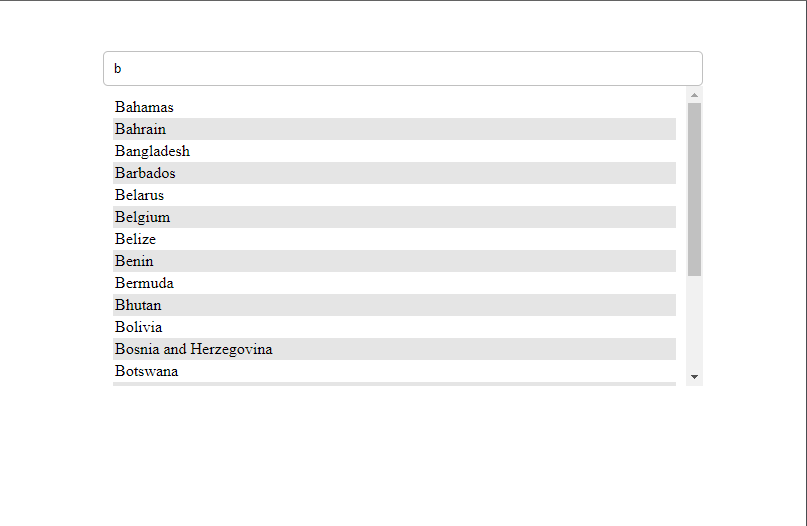 b
Bahamas
Bahrain
Bangladesh
Barbados
Belarus
Belgium
Belize
Benin
Bermuda
Bhutan
Bolivia
Bosnia and Herzegovina
Botswana